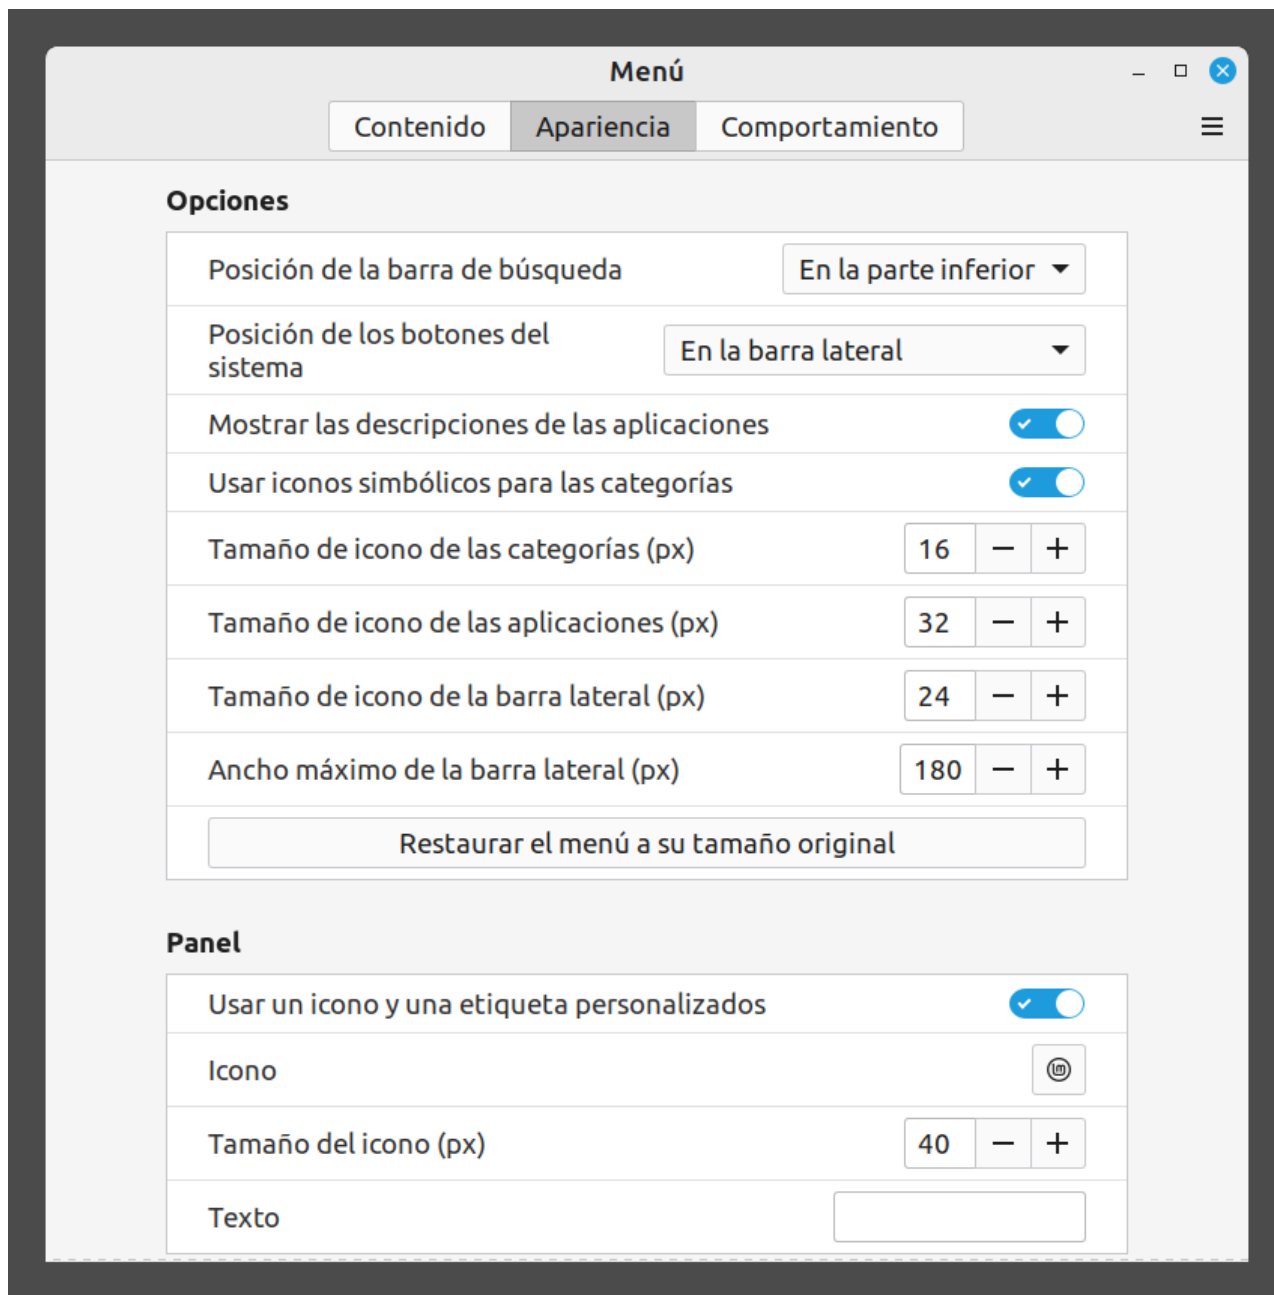 Menú
Contenido Apariencia Comportamiento
Opciones
Posición de la barra de búsqueda En la parte inferior
Posición de los botones del
sistema En la barra lateral
Mostrar las descripciones de las aplicaciones
Usar iconos simbólicos para las categorías
Tamaño de icono de las categorías (px) 16
Tamaño de icono de las aplicaciones (px) 32
Tamaño de icono de la barra lateral (px) 24
Ancho máximo de la barra lateral (px) 180
Restaurar el menú a su tamaño original
Panel
Usar un icono y una etiqueta personalizados
Icono
Tamaño del icono (px) 40
Texto